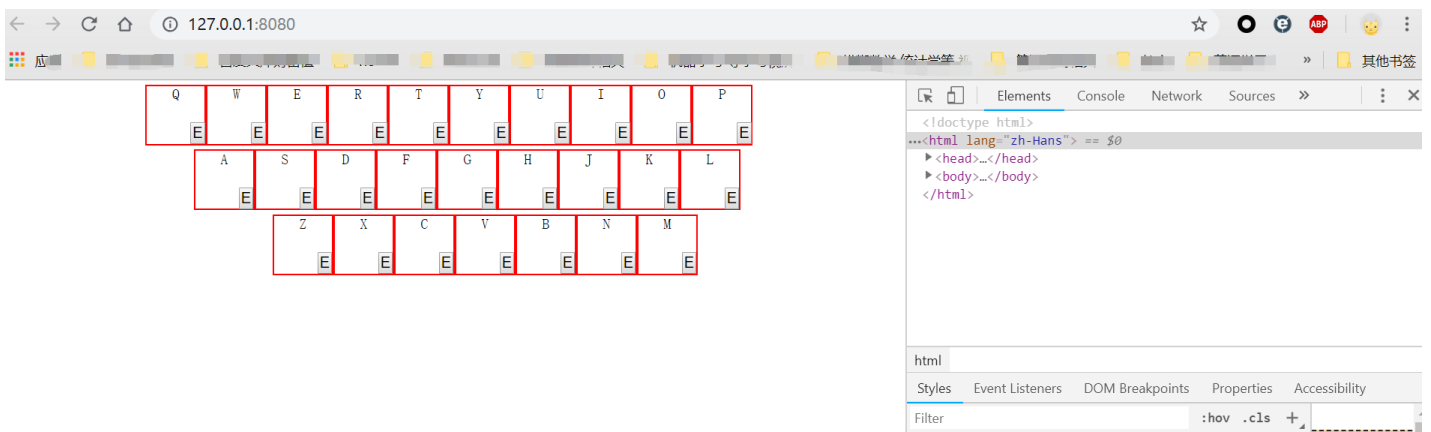 127.0.0.1:8080
ABP
其他书签
Q W E R T Y U I O P
E E E E E E E E E E
A S D F G H J K L
E E E E E E E E E
Z X C V B N M
E E E E E E E
Elements Console Network Sources »
<!doctype html>
…<html lang="zh-Hans"> == $0
<head>…</head>
<body>…</body>
</html>
html
Styles Event Listeners DOM Breakpoints Properties Accessibility
Filter :hov .cls +